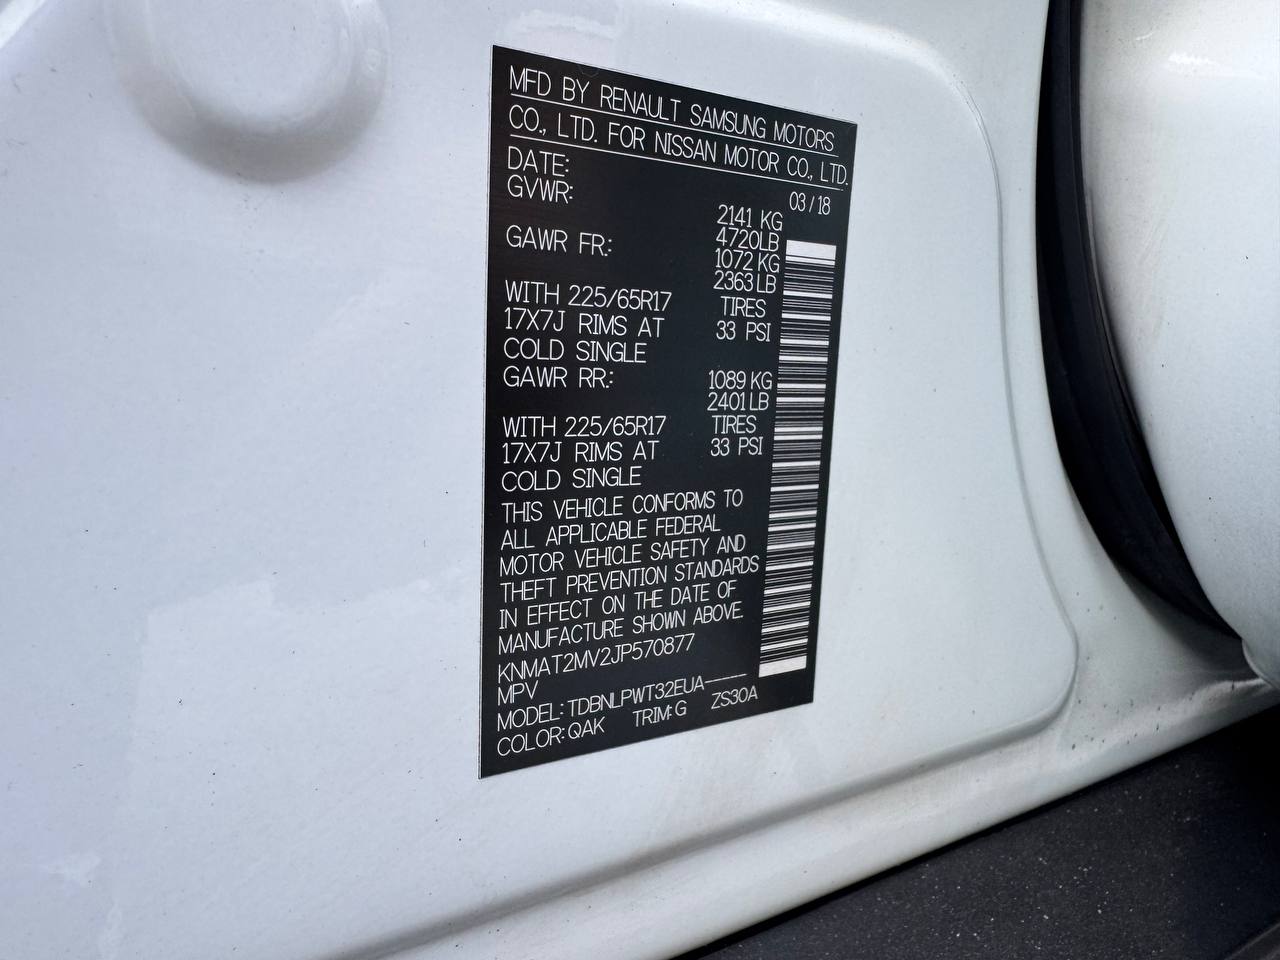 MFD BY RENAULT SAMSUNG MOTORS
CO., LTD. FOR NISSAN MOTOR CO., LTD.
DATE: 03/18
GVWR: 2141 KG
4720LB
GAWR FR.: 1072 KG
2363 LB
WITH 225/65R17 TIRES
17X7J RIMS AT 33 PSI
COLD SINGLE
GAWR RR.: 1089 KG
2401 LB
WITH 225/65R17 TIRES
17X7J RIMS AT 33 PSI
COLD SINGLE
THIS VEHICLE CONFORMS TO
ALL APPLICABLE FEDERAL
MOTOR VEHICLE SAFETY AND
THEFT PREVENTION STANDARDS
IN EFFECT ON THE DATE OF
MANUFACTURE SHOWN ABOVE.
KNMAT2MV2JP570877
MPV
MODEL: TDBNLPWT32EUA-----
COLOR: QAK TRIM: G ZS30A